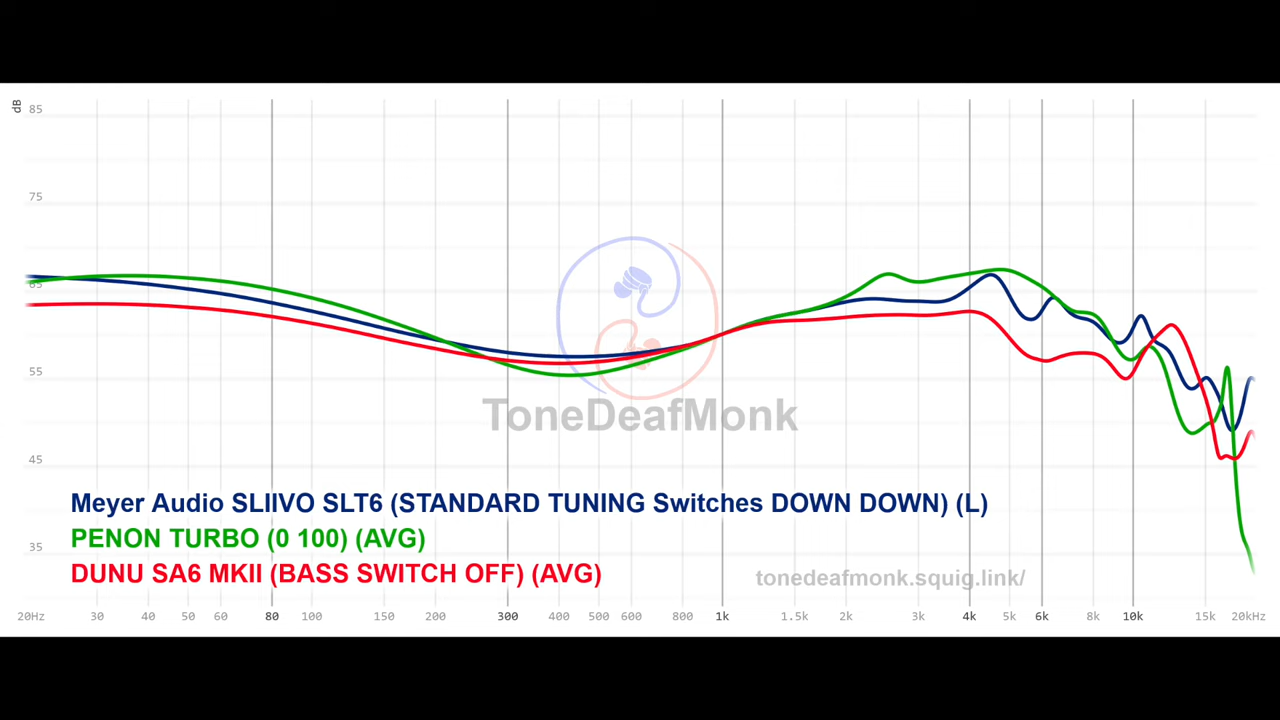 dB
85
75
65
55
45
35
ToneDeafMonk
Meyer Audio SLIIVO SLT6 (STANDARD TUNING Switches DOWN DOWN) (L)
PENON TURBO (0 100) (AVG)
DUNU SA6 MKII (BASS SWITCH OFF) (AVG)
tonedeafmonk.squig.link/
20Hz 30 40 50 60 80 100 150 200 300 400 500 600 800 1k 1.5k 2k 3k 4k 5k 6k 8k 10k 15k 20kHz